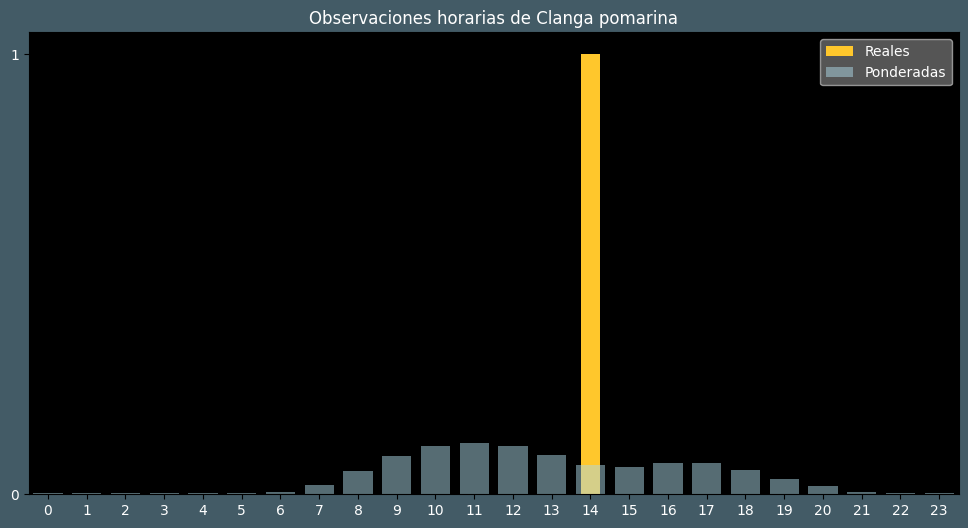 Observaciones horarias de Clanga pomarina
Reales
Ponderadas
1
0
0 1 2 3 4 5 6 7 8 9 10 11 12 13 14 15 16 17 18 19 20 21 22 23